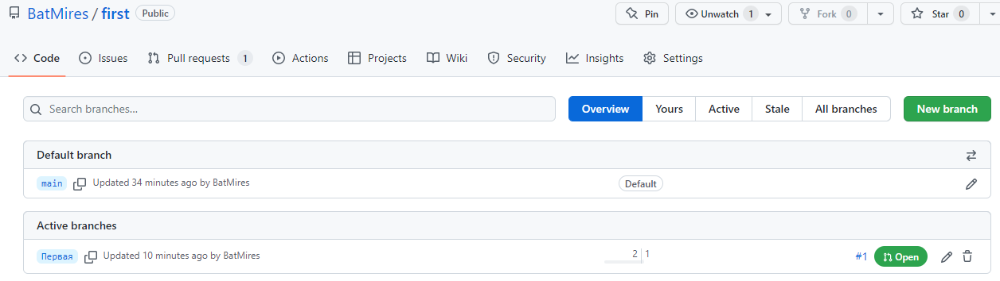 BatMires / first Public Pin Unwatch 1 Fork 0 Star 0
Code Issues Pull requests 1 Actions Projects Wiki Security Insights Settings
Search branches... Overview Yours Active Stale All branches New branch
Default branch
main Updated 34 minutes ago by BatMires Default
Active branches
Первая Updated 10 minutes ago by BatMires 2 1 #1 Open